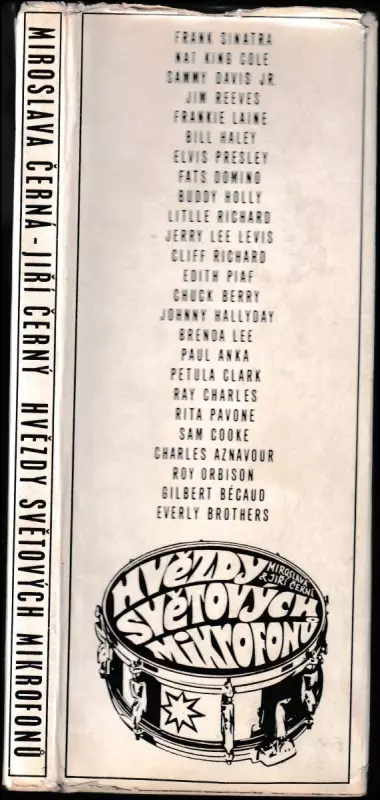 MIROSLAVA ČERNÁ - JIŘÍ ČERNÝ HVĚZDY SVĚTOVÝCH MIKROFONŮ
FRANK SINATRA
NAT KING COLE
SAMMY DAVIS JR.
JIM REEVES
FRANKIE LAINE
BILL HALEY
ELVIS PRESLEY
FATS DOMINO
BUDDY HOLLY
LITLLE RICHARD
JERRY LEE LEVIS
CLIFF RICHARD
EDITH PIAF
CHUCK BERRY
JOHNNY HALLYDAY
BRENDA LEE
PAUL ANKA
PETULA CLARK
RAY CHARLES
RITA PAVONE
SAM COOKE
CHARLES AZNAVOUR
ROY ORBISON
GILBERT BÉCAUD
EVERLY BROTHERS
HVĚZDY
MIROSLAVA
& JIŘÍ ČERNÍ
SVĚTOVÝCH
MIKROFONŮ